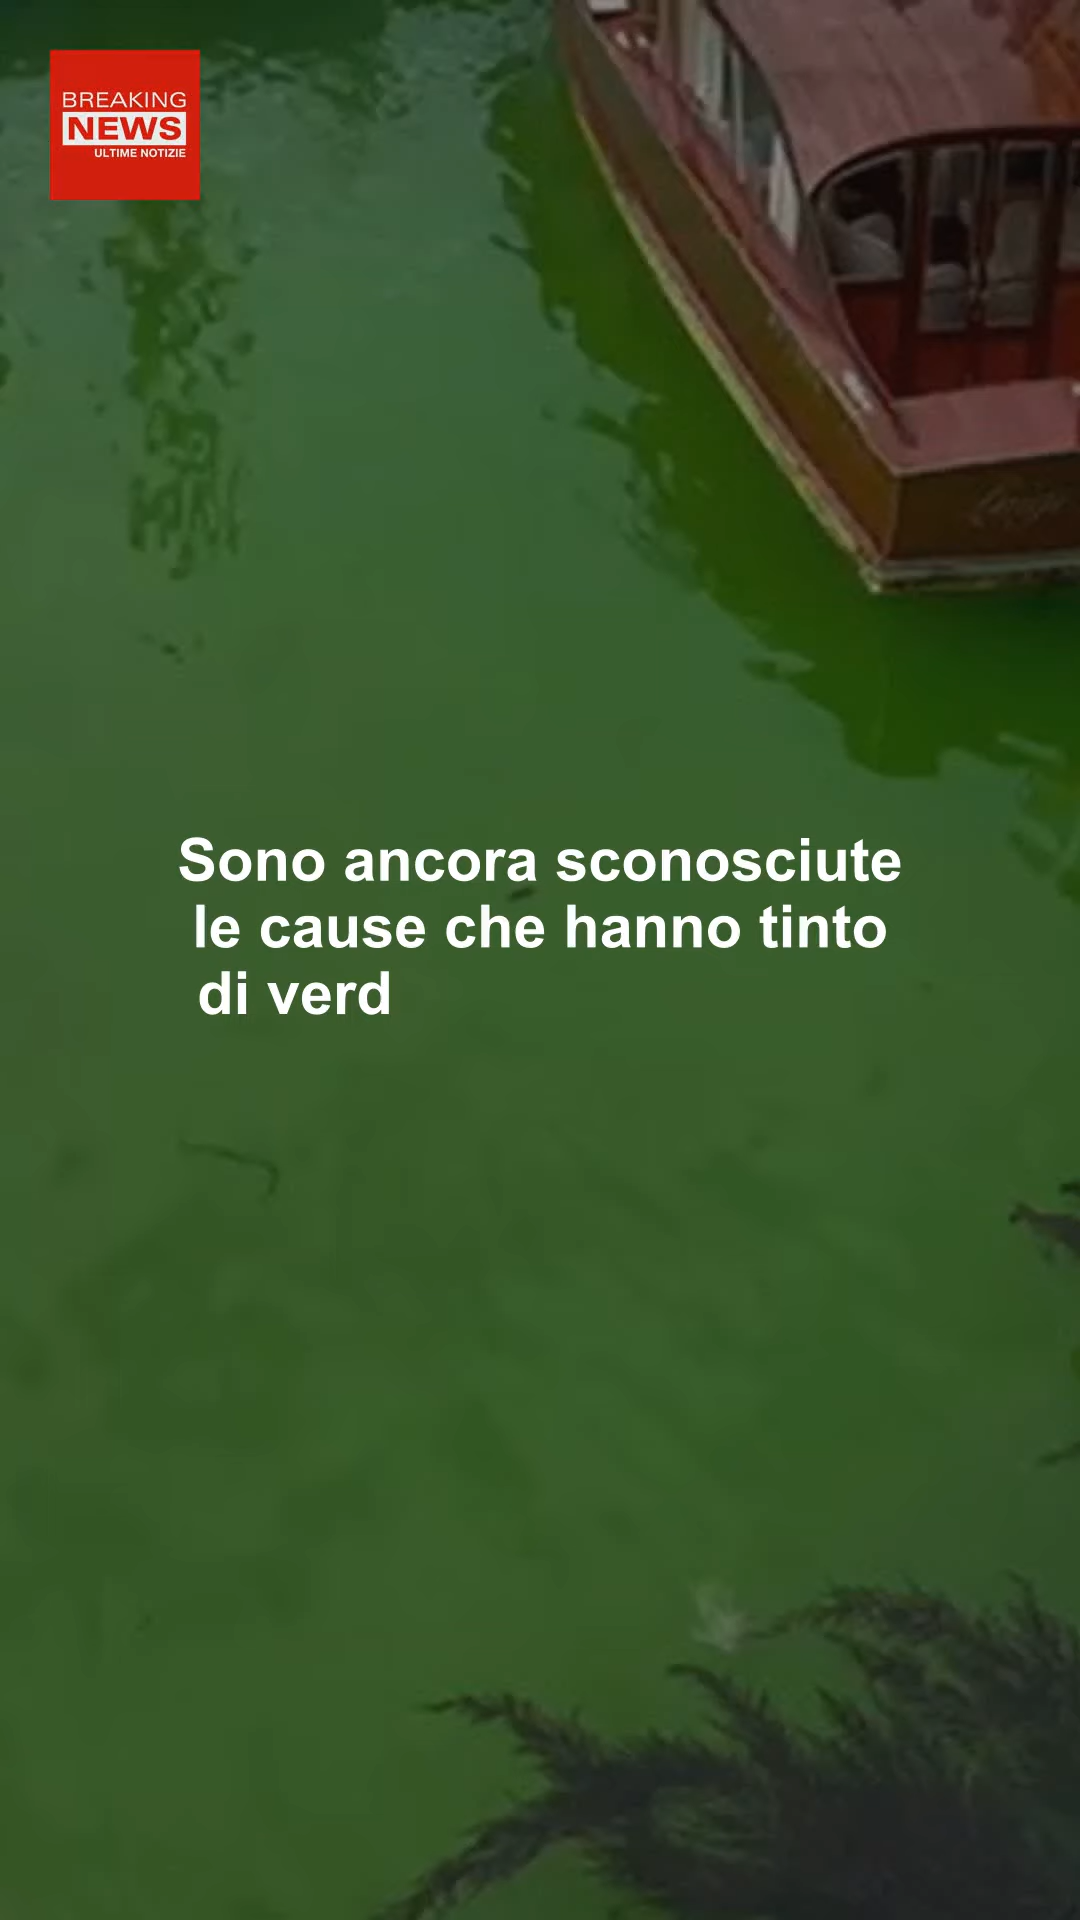 BREAKING
NEWS
ULTIME NOTIZIE
Sono ancora sconosciute
le cause che hanno tinto
di verd